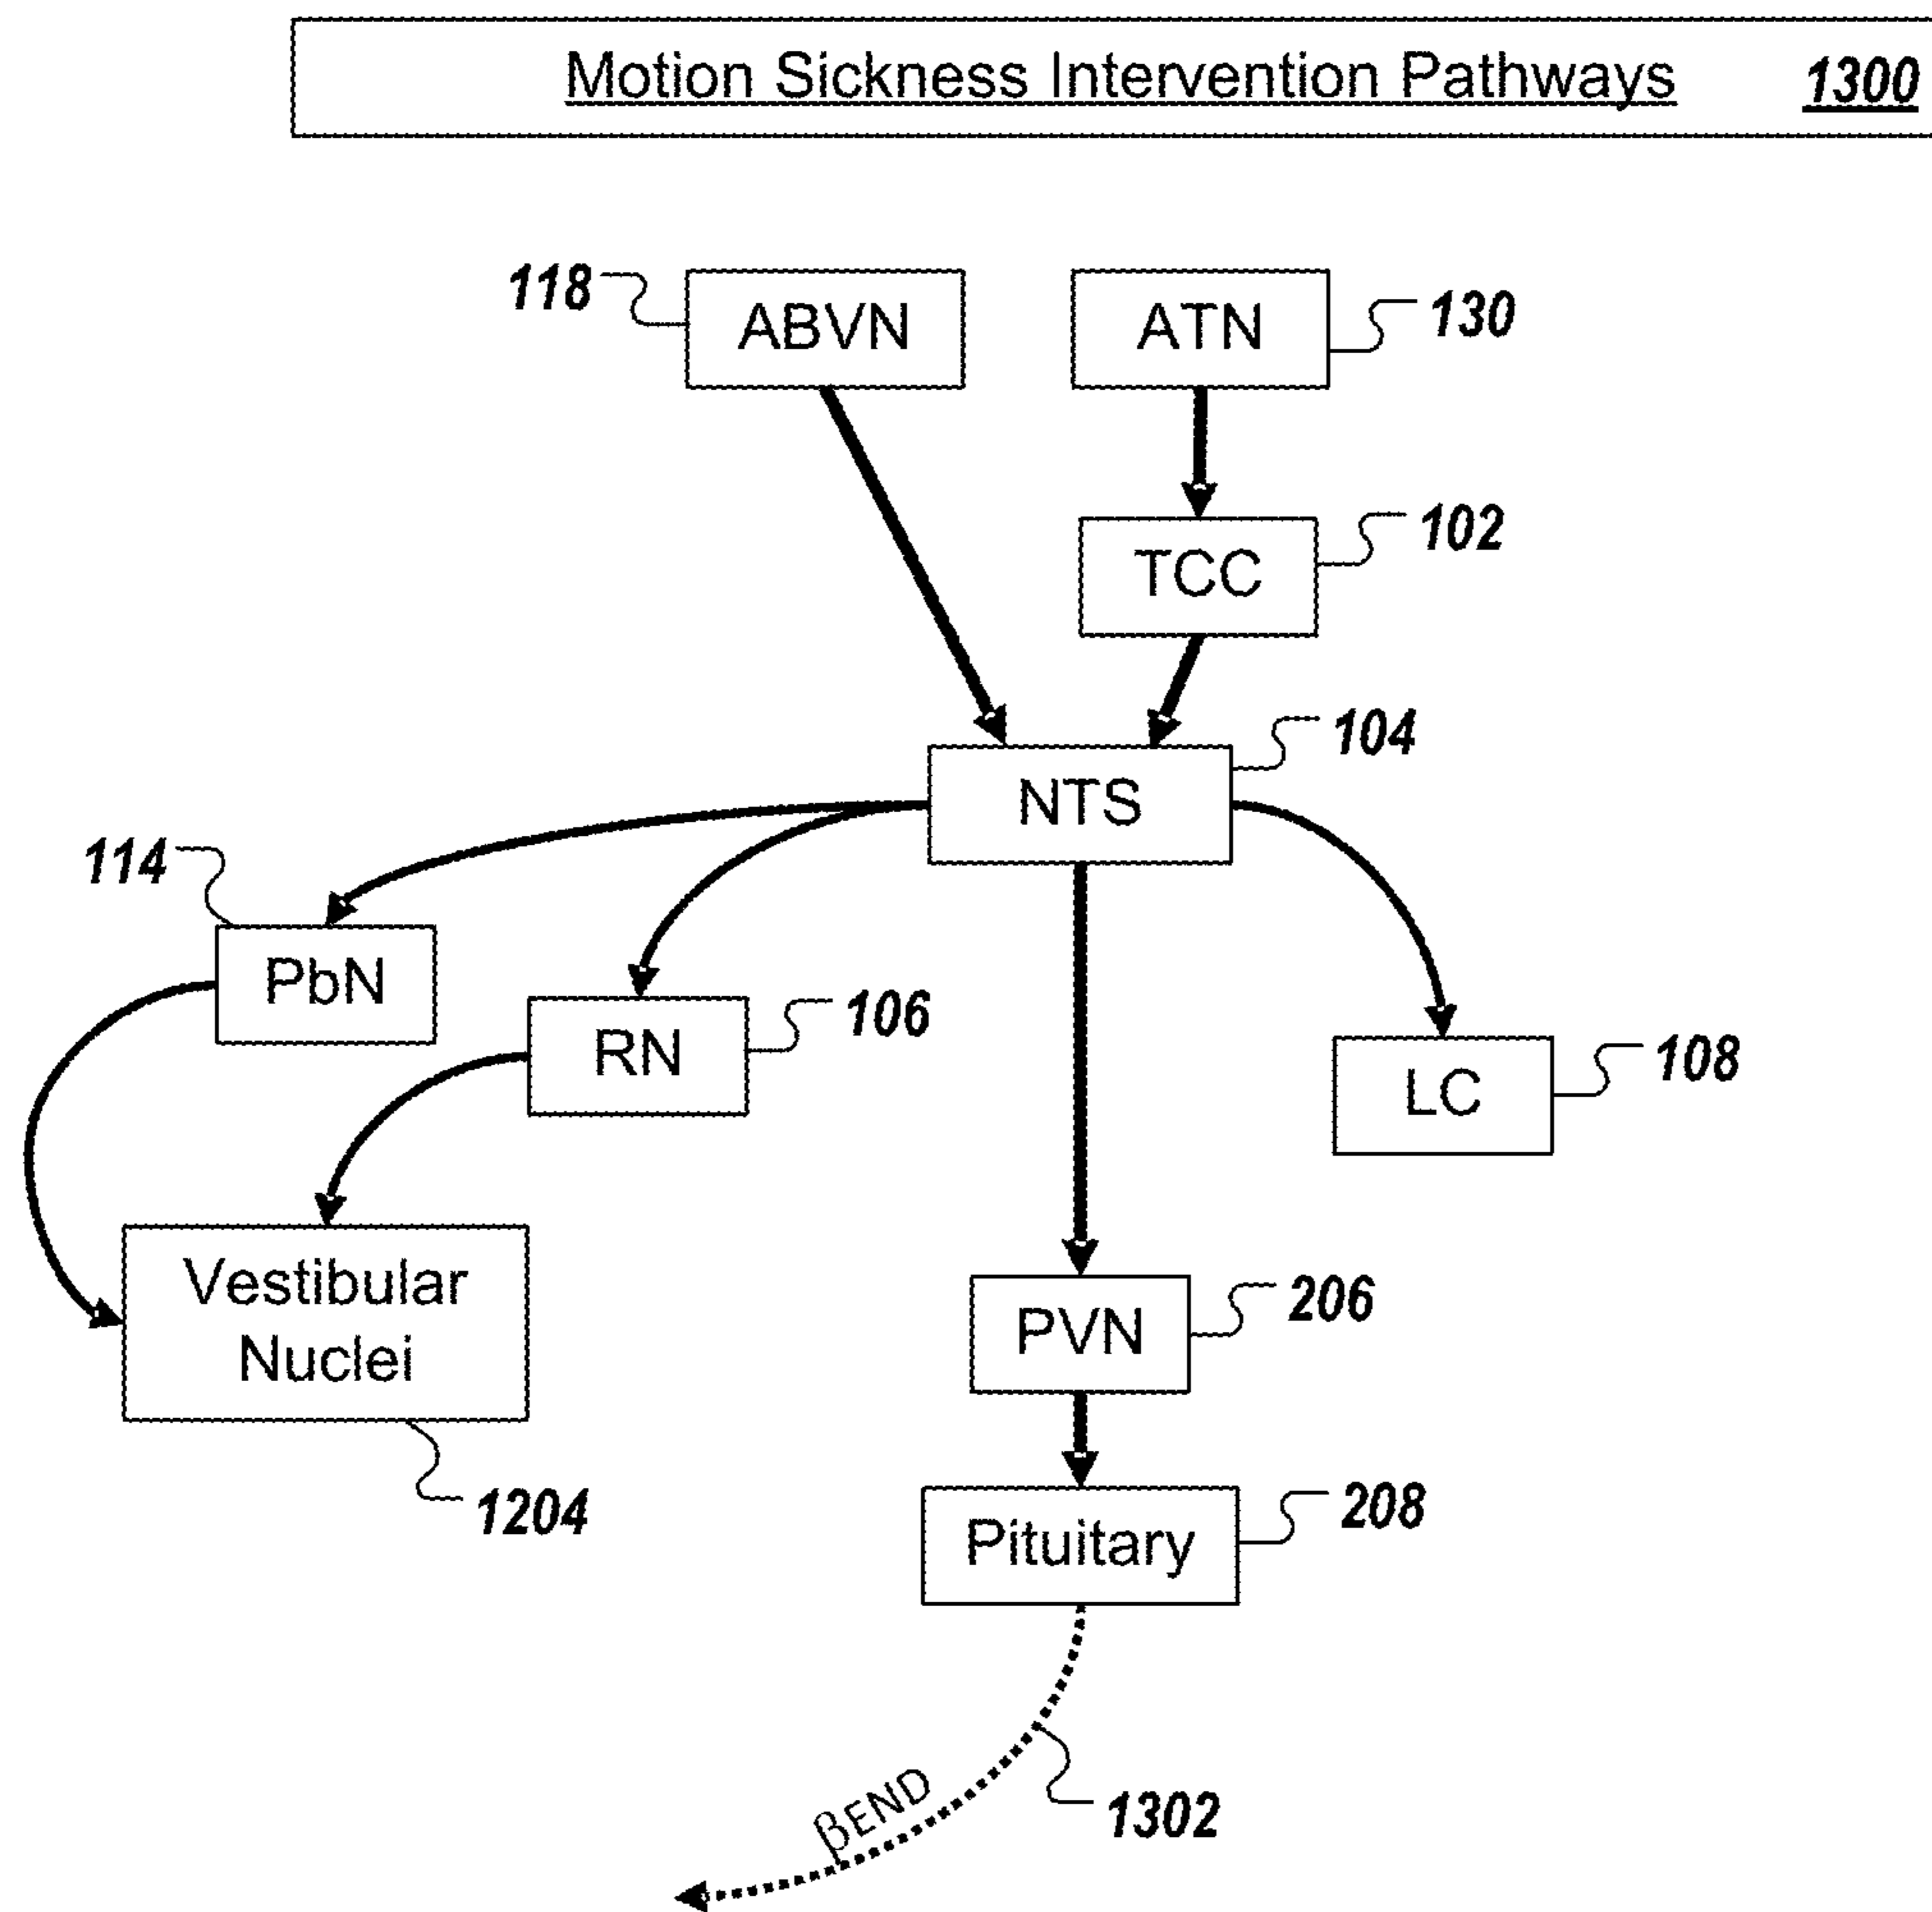 Motion Sickness Intervention Pathways 1300
118 ABVN ATN 130
TCC 102
NTS 104
114 PbN
RN 106
LC 108
Vestibular
Nuclei
1204
PVN 206
Pituitary 208
βEND
1302